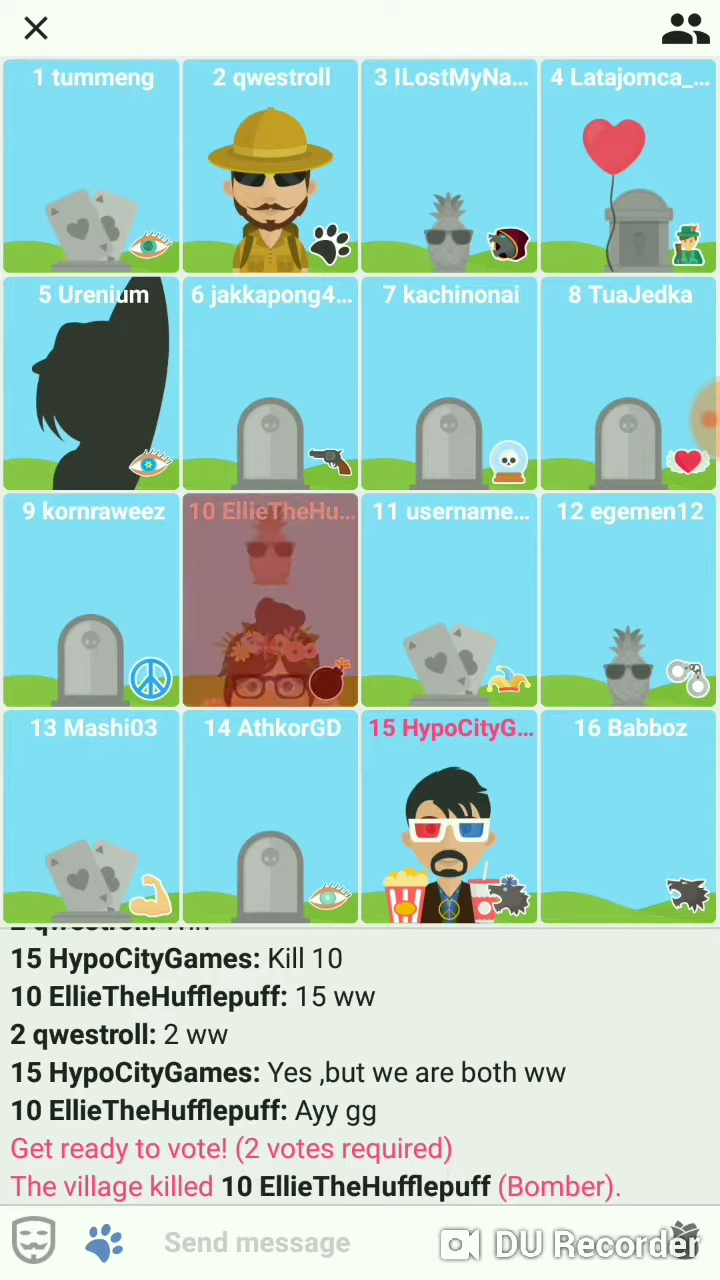 1 tummeng
2 qwestroll
3 ILostMyNa...
4 Latajomca_...
5 Urenium
6 jakkapong4...
7 kachinonai
8 TuaJedka
9 kornraweez
10 EllieTheHu...
11 username...
12 egemen12
13 Mashi03
14 AthkorGD
15 HypoCityG...
16 Babboz
2 qwestroll: Win
15 HypoCityGames: Kill 10
10 EllieTheHufflepuff: 15 ww
2 qwestroll: 2 ww
15 HypoCityGames: Yes ,but we are both ww
10 EllieTheHufflepuff: Ayy gg
Get ready to vote! (2 votes required)
The village killed 10 EllieTheHufflepuff (Bomber).
Send message
DU Recorder